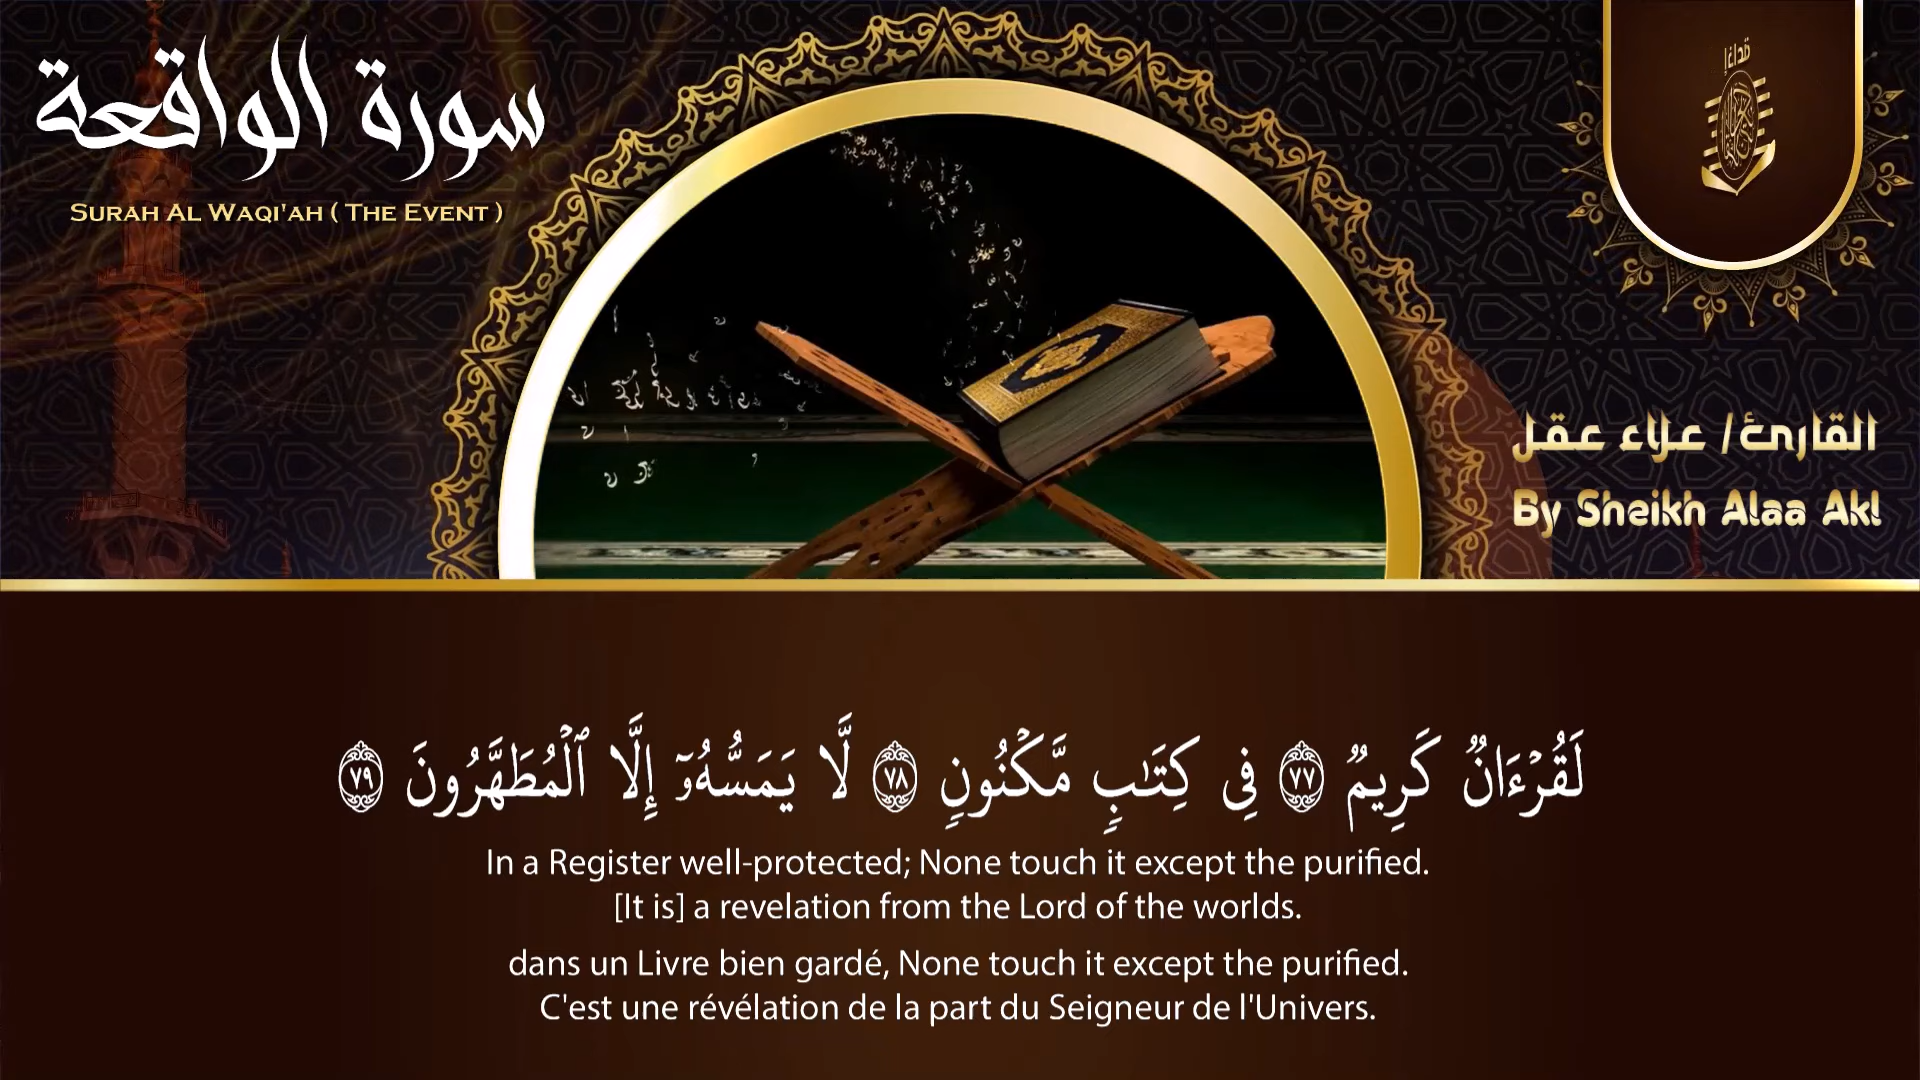 سورة الواقعة
SURAH AL WAQI'AH ( THE EVENT )
القارئ/ علاء عقل
By Sheikh Alaa Akl
لَقُرْءَانٌ كَرِيمٌ ٧٧ فِى كِتَـٰبٍ مَّكْنُونٍ ٧٨ لَّا يَمَسُّهُۥٓ إِلَّا ٱلْمُطَهَّرُونَ ٧٩
In a Register well-protected; None touch it except the purified.
[It is] a revelation from the Lord of the worlds.
dans un Livre bien gardé, None touch it except the purified.
C'est une révélation de la part du Seigneur de l'Univers.